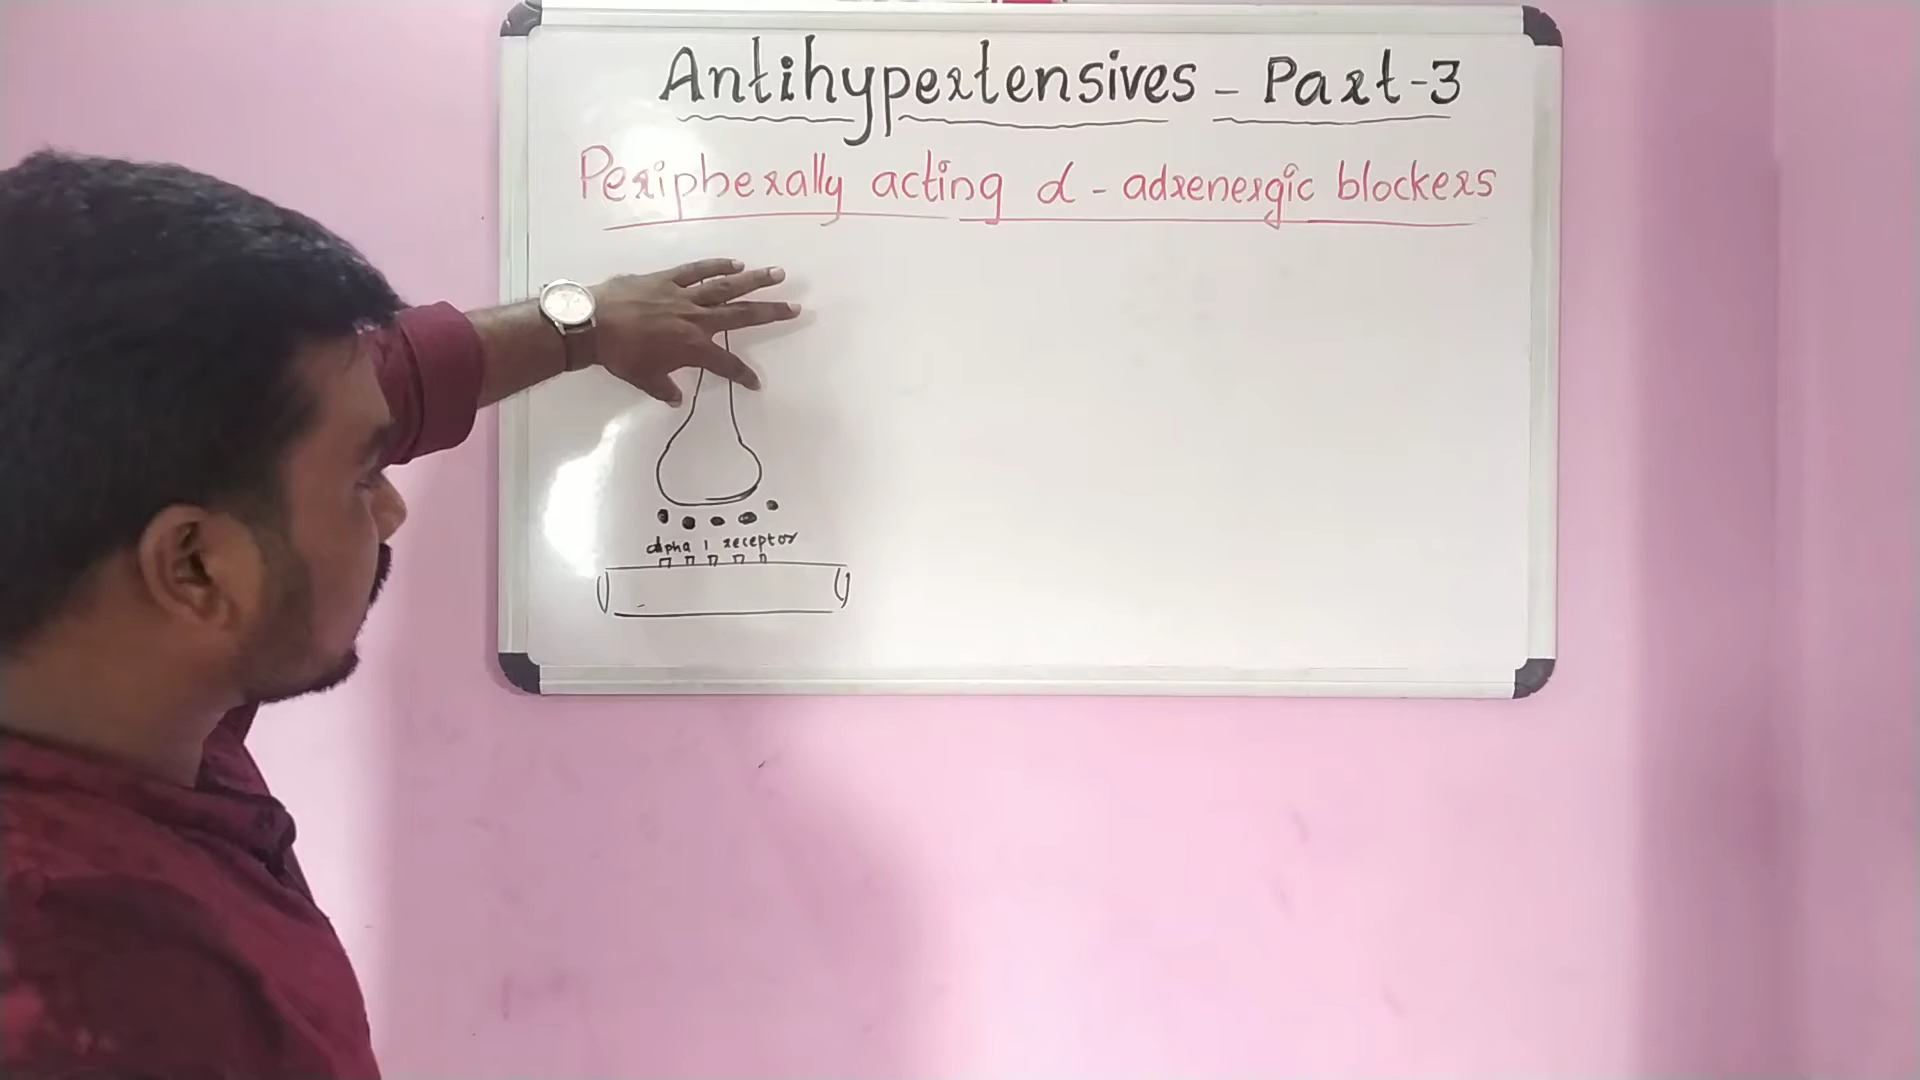 Antihypertensives - Part-3
Peripherally acting α - adrenergic blockers
alpha 1 receptor